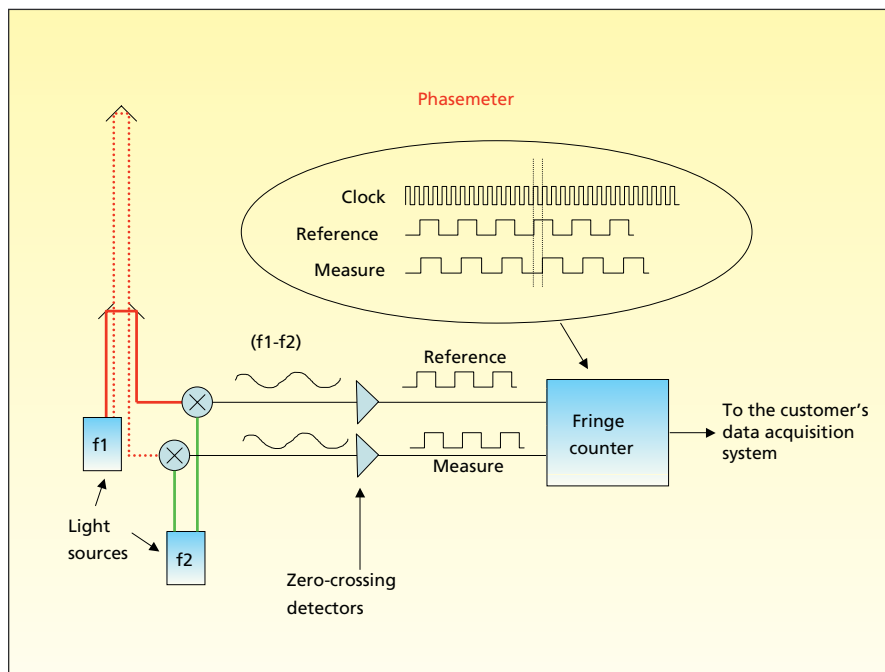 Phasemeter
Clock
Reference
Measure
(f1-f2)
Reference
f1
Fringe
counter
To the customer's
data acquisition
system
Measure
Light
sources
f2
Zero-crossing
detectors